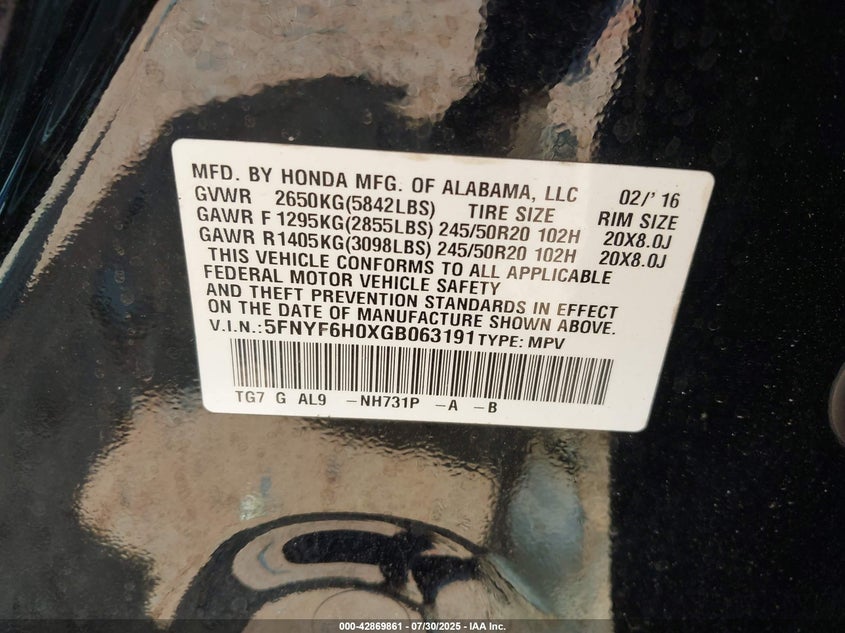 MFD. BY HONDA MFG. OF ALABAMA, LLC 02/' 16
GVWR 2650KG(5842LBS) TIRE SIZE RIM SIZE
GAWR F 1295KG(2855LBS) 245/50R20 102H 20X8.0J
GAWR R 1405KG(3098LBS) 245/50R20 102H 20X8.0J
THIS VEHICLE CONFORMS TO ALL APPLICABLE
FEDERAL MOTOR VEHICLE SAFETY
AND THEFT PREVENTION STANDARDS IN EFFECT
ON THE DATE OF MANUFACTURE SHOWN ABOVE.
V.I.N.:5FNYF6H0XGB063191 TYPE: MPV
TG7 G AL9 -NH731P -A -B
000-42869861 - 07/30/2025 - IAA Inc.